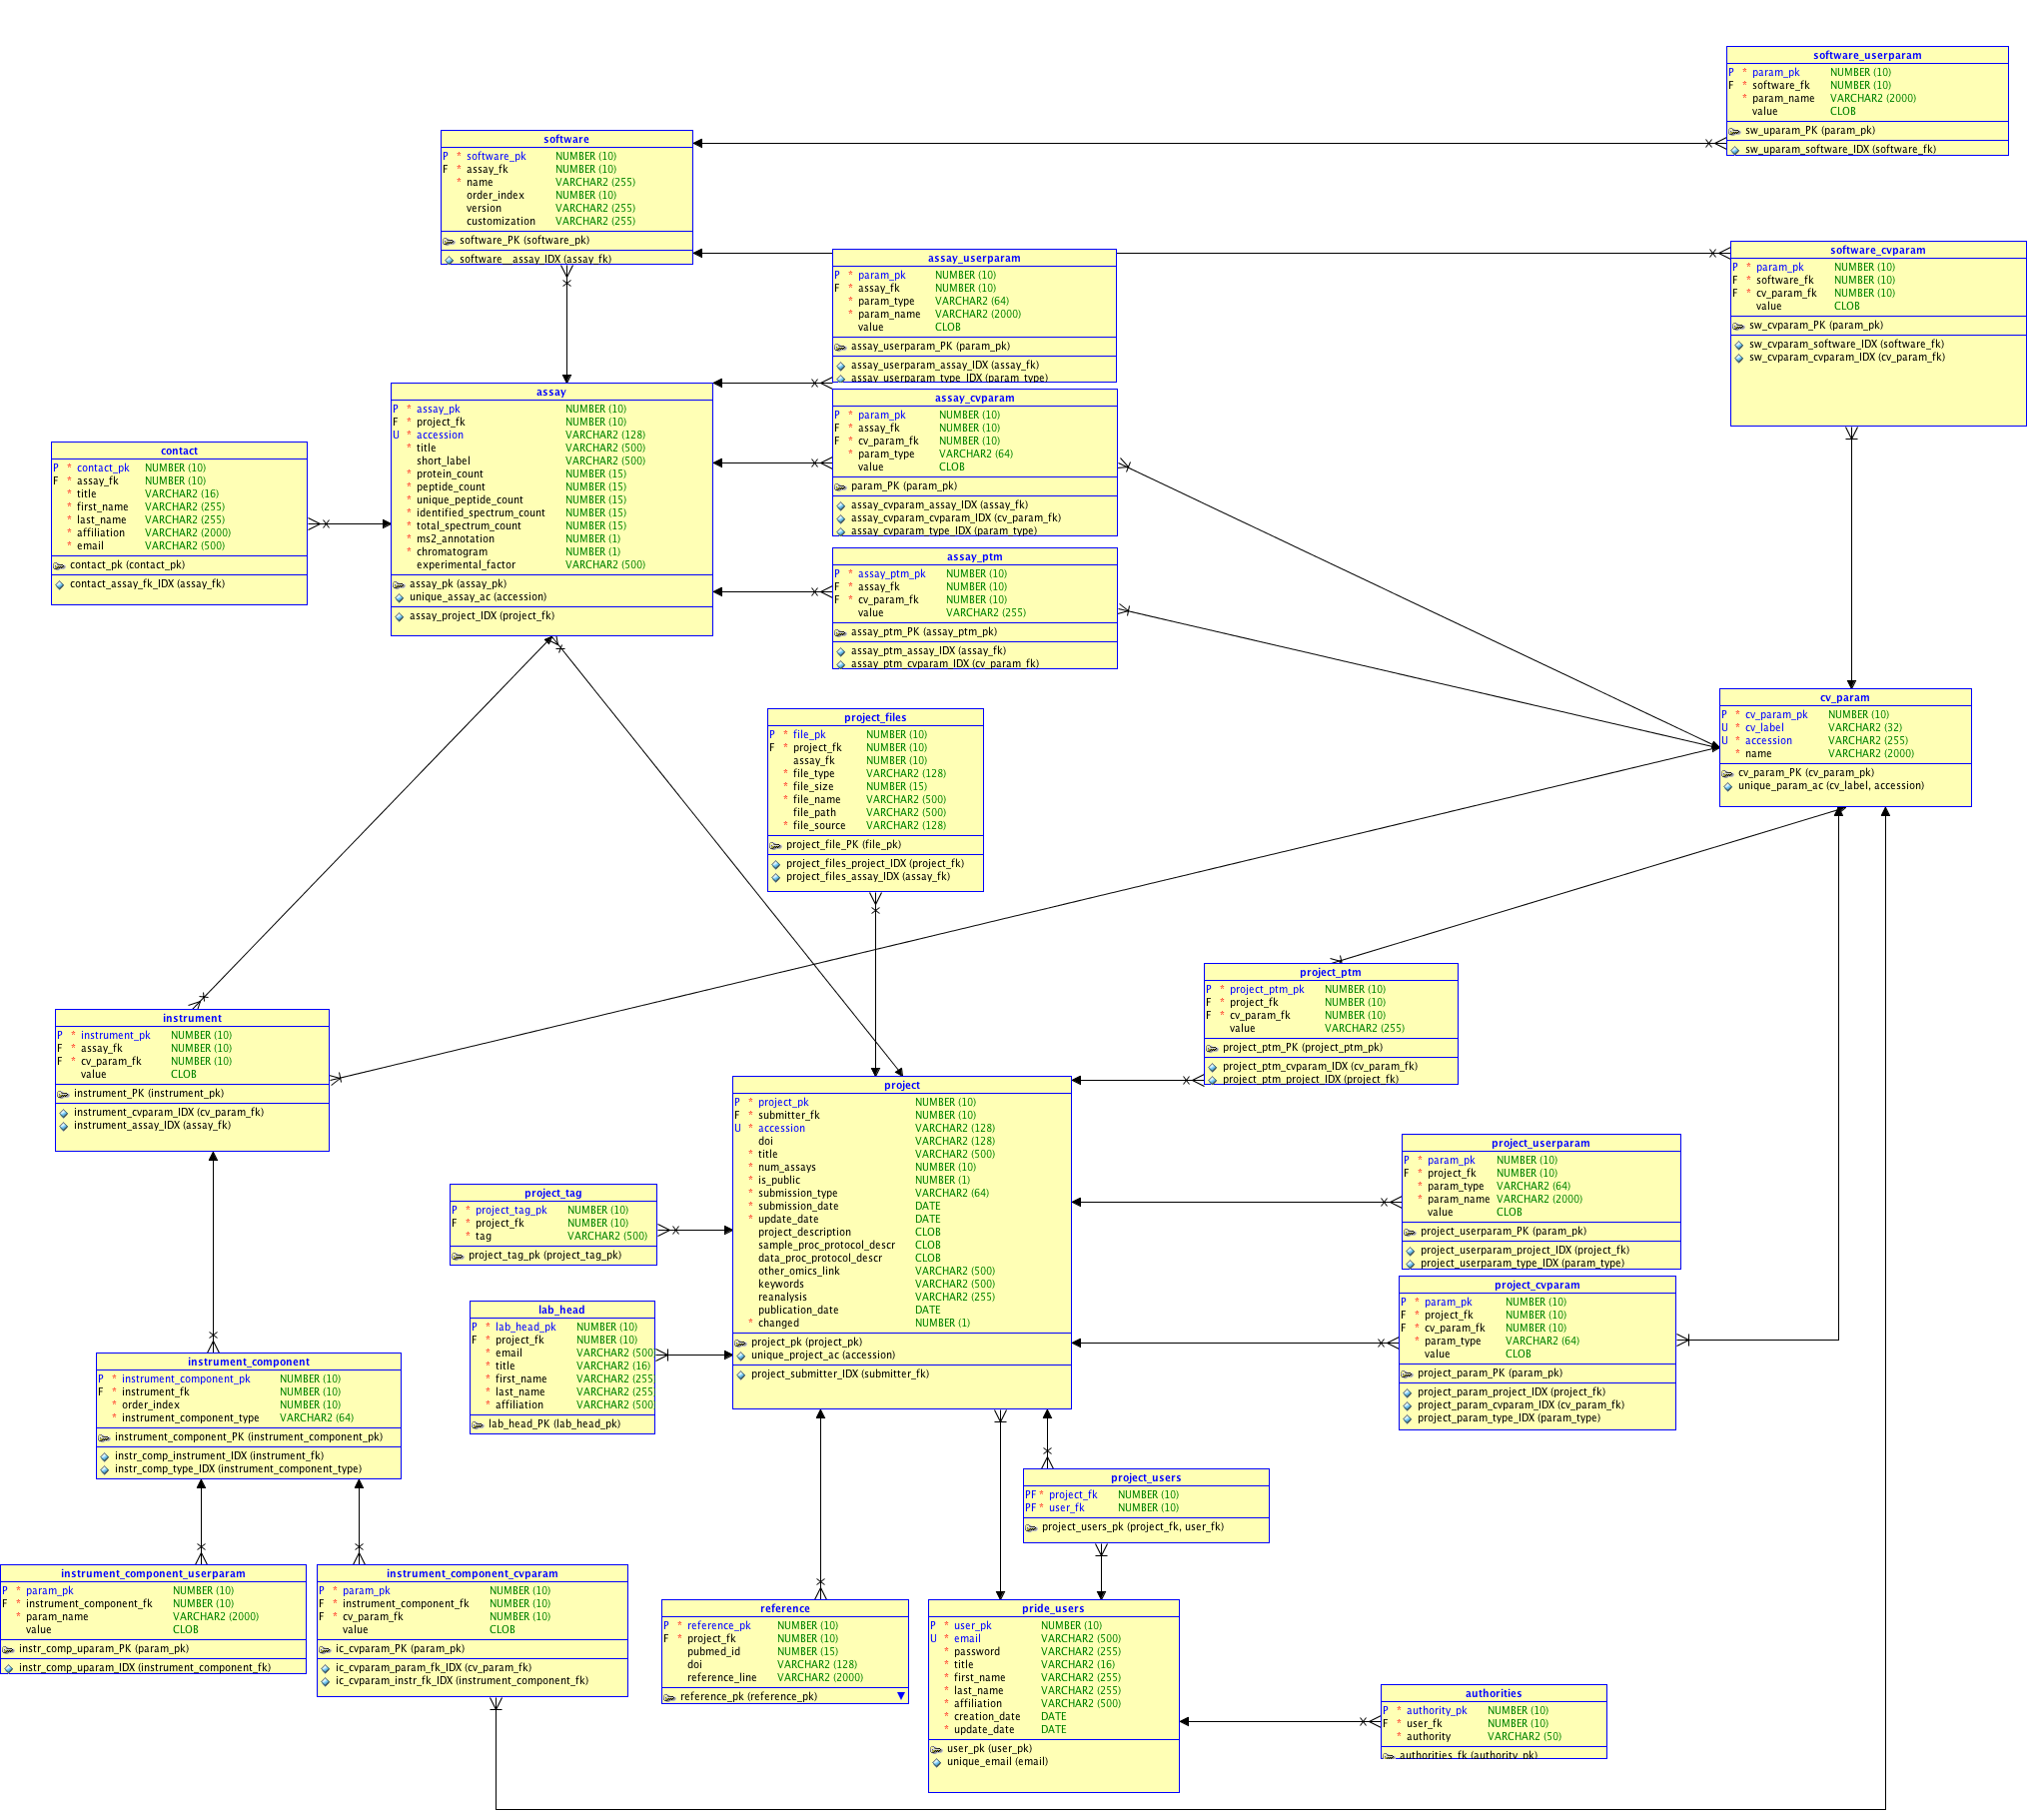 software_userparam
P * param_pk NUMBER (10)
F * software_fk NUMBER (10)
* param_name VARCHAR2 (2000)
value CLOB
sw_uparam_PK (param_pk)
sw_uparam_software_IDX (software_fk)
software
P * software_pk NUMBER (10)
F * assay_fk NUMBER (10)
* name VARCHAR2 (255)
order_index NUMBER (10)
version VARCHAR2 (255)
customization VARCHAR2 (255)
software_PK (software_pk)
software__assay_IDX (assay_fk)
assay_userparam
P * param_pk NUMBER (10)
F * assay_fk NUMBER (10)
* param_type VARCHAR2 (64)
* param_name VARCHAR2 (2000)
value CLOB
assay_userparam_PK (param_pk)
assay_userparam_assay_IDX (assay_fk)
assay_userparam_type_IDX (param_type)
software_cvparam
P * param_pk NUMBER (10)
F * software_fk NUMBER (10)
F * cv_param_fk NUMBER (10)
value CLOB
sw_cvparam_PK (param_pk)
sw_cvparam_software_IDX (software_fk)
sw_cvparam_cvparam_IDX (cv_param_fk)
assay
P * assay_pk NUMBER (10)
F * project_fk NUMBER (10)
U * accession VARCHAR2 (128)
* title VARCHAR2 (500)
short_label VARCHAR2 (500)
* protein_count NUMBER (15)
* peptide_count NUMBER (15)
* unique_peptide_count NUMBER (15)
* identified_spectrum_count NUMBER (15)
* total_spectrum_count NUMBER (15)
* ms2_annotation NUMBER (1)
* chromatogram NUMBER (1)
experimental_factor VARCHAR2 (500)
assay_pk (assay_pk)
unique_assay_ac (accession)
assay_project_IDX (project_fk)
assay_cvparam
P * param_pk NUMBER (10)
F * assay_fk NUMBER (10)
F * cv_param_fk NUMBER (10)
* param_type VARCHAR2 (64)
value CLOB
param_PK (param_pk)
assay_cvparam_assay_IDX (assay_fk)
assay_cvparam_cvparam_IDX (cv_param_fk)
assay_cvparam_type_IDX (param_type)
contact
P * contact_pk NUMBER (10)
F * assay_fk NUMBER (10)
* title VARCHAR2 (16)
* first_name VARCHAR2 (255)
* last_name VARCHAR2 (255)
* affiliation VARCHAR2 (2000)
* email VARCHAR2 (500)
contact_pk (contact_pk)
contact_assay_fk_IDX (assay_fk)
assay_ptm
P * assay_ptm_pk NUMBER (10)
F * assay_fk NUMBER (10)
F * cv_param_fk NUMBER (10)
value VARCHAR2 (255)
assay_ptm_PK (assay_ptm_pk)
assay_ptm_assay_IDX (assay_fk)
assay_ptm_cvparam_IDX (cv_param_fk)
cv_param
P * cv_param_pk NUMBER (10)
U * cv_label VARCHAR2 (32)
U * accession VARCHAR2 (255)
* name VARCHAR2 (2000)
cv_param_PK (cv_param_pk)
unique_param_ac (cv_label, accession)
project_files
P * file_pk NUMBER (10)
F * project_fk NUMBER (10)
assay_fk NUMBER (10)
* file_type VARCHAR2 (128)
* file_size NUMBER (15)
* file_name VARCHAR2 (500)
file_path VARCHAR2 (500)
* file_source VARCHAR2 (128)
project_file_PK (file_pk)
project_files_project_IDX (project_fk)
project_files_assay_IDX (assay_fk)
project_ptm
P * project_ptm_pk NUMBER (10)
F * project_fk NUMBER (10)
F * cv_param_fk NUMBER (10)
value VARCHAR2 (255)
project_ptm_PK (project_ptm_pk)
project_ptm_cvparam_IDX (cv_param_fk)
project_ptm_project_IDX (project_fk)
instrument
P * instrument_pk NUMBER (10)
F * assay_fk NUMBER (10)
F * cv_param_fk NUMBER (10)
value CLOB
instrument_PK (instrument_pk)
instrument_cvparam_IDX (cv_param_fk)
instrument_assay_IDX (assay_fk)
project
P * project_pk NUMBER (10)
F * submitter_fk NUMBER (10)
U * accession VARCHAR2 (128)
doi VARCHAR2 (128)
* title VARCHAR2 (500)
* num_assays NUMBER (10)
* is_public NUMBER (1)
* submission_type VARCHAR2 (64)
* submission_date DATE
* update_date DATE
project_description CLOB
sample_proc_protocol_descr CLOB
data_proc_protocol_descr CLOB
other_omics_link VARCHAR2 (500)
keywords VARCHAR2 (500)
reanalysis VARCHAR2 (255)
publication_date DATE
* changed NUMBER (1)
project_pk (project_pk)
unique_project_ac (accession)
project_submitter_IDX (submitter_fk)
project_userparam
P * param_pk NUMBER (10)
F * project_fk NUMBER (10)
* param_type VARCHAR2 (64)
* param_name VARCHAR2 (2000)
value CLOB
project_userparam_PK (param_pk)
project_userparam_project_IDX (project_fk)
project_userparam_type_IDX (param_type)
project_tag
P * project_tag_pk NUMBER (10)
F * project_fk NUMBER (10)
* tag VARCHAR2 (500)
project_tag_pk (project_tag_pk)
project_cvparam
P * param_pk NUMBER (10)
F * project_fk NUMBER (10)
F * cv_param_fk NUMBER (10)
* param_type VARCHAR2 (64)
value CLOB
project_param_PK (param_pk)
project_param_project_IDX (project_fk)
project_param_cvparam_IDX (cv_param_fk)
project_param_type_IDX (param_type)
lab_head
P * lab_head_pk NUMBER (10)
F * project_fk NUMBER (10)
* email VARCHAR2 (500
* title VARCHAR2 (16)
* first_name VARCHAR2 (255
* last_name VARCHAR2 (255
* affiliation VARCHAR2 (500
lab_head_PK (lab_head_pk)
instrument_component
P * instrument_component_pk NUMBER (10)
F * instrument_fk NUMBER (10)
* order_index NUMBER (10)
* instrument_component_type VARCHAR2 (64)
instrument_component_PK (instrument_component_pk)
instr_comp_instrument_IDX (instrument_fk)
instr_comp_type_IDX (instrument_component_type)
project_users
PF * project_fk NUMBER (10)
PF * user_fk NUMBER (10)
project_users_pk (project_fk, user_fk)
instrument_component_userparam
P * param_pk NUMBER (10)
F * instrument_component_fk NUMBER (10)
* param_name VARCHAR2 (2000)
value CLOB
instr_comp_uparam_PK (param_pk)
instr_comp_uparam_IDX (instrument_component_fk)
instrument_component_cvparam
P * param_pk NUMBER (10)
F * instrument_component_fk NUMBER (10)
F * cv_param_fk NUMBER (10)
value CLOB
ic_cvparam_PK (param_pk)
ic_cvparam_param_fk_IDX (cv_param_fk)
ic_cvparam_instr_fk_IDX (instrument_component_fk)
reference
P * reference_pk NUMBER (10)
F * project_fk NUMBER (10)
pubmed_id NUMBER (15)
doi VARCHAR2 (128)
reference_line VARCHAR2 (2000)
reference_pk (reference_pk)
pride_users
P * user_pk NUMBER (10)
U * email VARCHAR2 (500)
* password VARCHAR2 (255)
* title VARCHAR2 (16)
* first_name VARCHAR2 (255)
* last_name VARCHAR2 (255)
* affiliation VARCHAR2 (500)
* creation_date DATE
* update_date DATE
user_pk (user_pk)
unique_email (email)
authorities
P * authority_pk NUMBER (10)
F * user_fk NUMBER (10)
* authority VARCHAR2 (50)
authorities_fk (authority_pk)